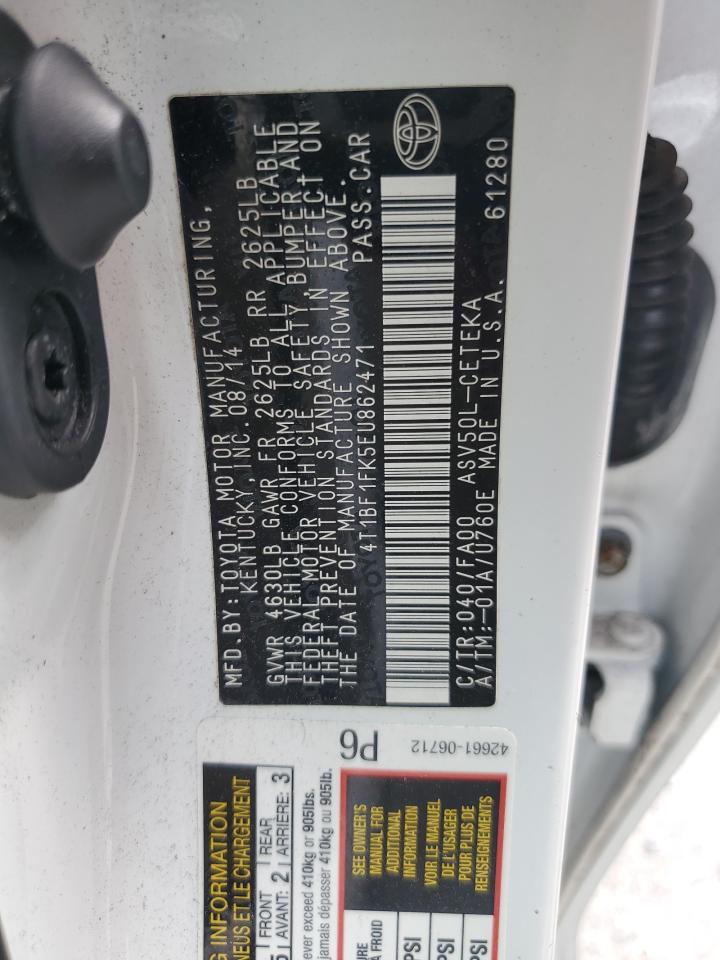 MFD.BY:TOYOTA MOTOR MANUFACTURING,
KENTUCKY,INC.08/14
GVWR 4630LB GAWR FR 2625LB RR 2625LB
THIS VEHICLE CONFORMS TO ALL APPLICABLE
FEDERAL MOTOR VEHICLE SAFETY, BUMPER,AND
THEFT PREVENTION STANDARDS IN EFFECT ON
THE DATE OF MANUFACTURE SHOWN ABOVE.
4T1BF1FK5EU862471 PASS.CAR
C/TR:040/FA00 ASV50L-CETEKA
A/TM:-01A/U760E MADE IN U.S.A. 61280
P6
42661-06712
G INFORMATION
NEUS ET LE CHARGEMENT
5 FRONT AVANT: 2 REAR ARRIÈRE: 3
ever exceed 410kg or 905lbs.
jamais dépasser 410kg ou 905lb.
SEE OWNER'S
MANUAL FOR
ADDITIONAL
INFORMATION
VOIR LE MANUEL
DE L'USAGER
POUR PLUS DE
RENSEIGNEMENTS
URE
A FROID
PSI
PSI
PSI